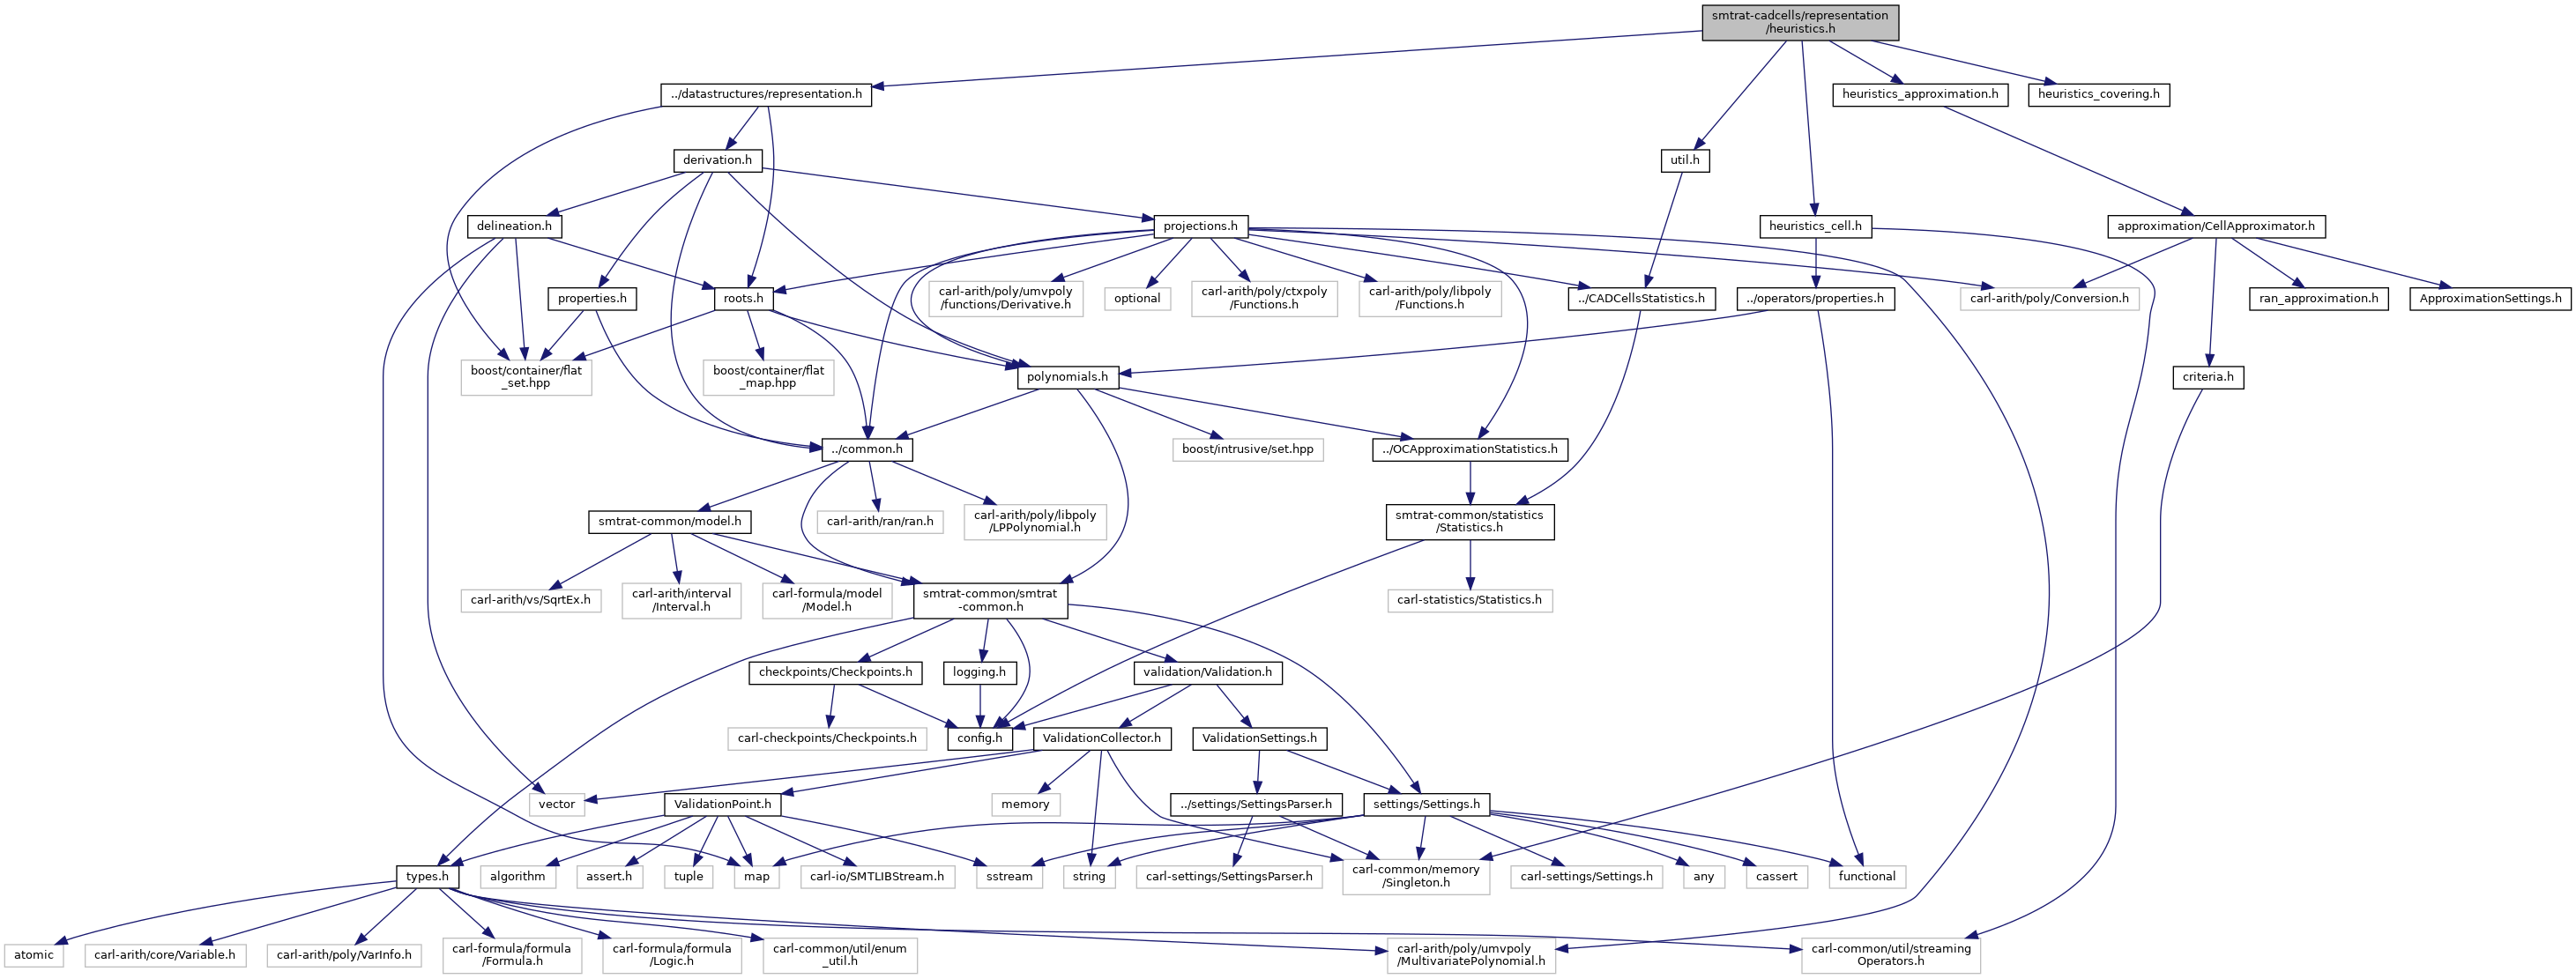 smtrat-cadcells/representation
/heuristics.h
../datastructures/representation.h
heuristics_approximation.h
heuristics_covering.h
derivation.h
util.h
delineation.h
projections.h
heuristics_cell.h
approximation/CellApproximator.h
properties.h
roots.h
carl-arith/poly/umvpoly
/functions/Derivative.h
optional
carl-arith/poly/ctxpoly
/Functions.h
carl-arith/poly/libpoly
/Functions.h
../CADCellsStatistics.h
../operators/properties.h
carl-arith/poly/Conversion.h
ran_approximation.h
ApproximationSettings.h
boost/container/flat
_set.hpp
boost/container/flat
_map.hpp
polynomials.h
criteria.h
../common.h
boost/intrusive/set.hpp
../OCApproximationStatistics.h
smtrat-common/model.h
carl-arith/ran/ran.h
carl-arith/poly/libpoly
/LPPolynomial.h
smtrat-common/statistics
/Statistics.h
carl-arith/vs/SqrtEx.h
carl-arith/interval
/Interval.h
carl-formula/model
/Model.h
smtrat-common/smtrat
-common.h
carl-statistics/Statistics.h
checkpoints/Checkpoints.h
logging.h
validation/Validation.h
carl-checkpoints/Checkpoints.h
config.h
ValidationCollector.h
ValidationSettings.h
vector
ValidationPoint.h
memory
../settings/SettingsParser.h
settings/Settings.h
types.h
algorithm
assert.h
tuple
map
carl-io/SMTLIBStream.h
sstream
string
carl-settings/SettingsParser.h
carl-common/memory
/Singleton.h
carl-settings/Settings.h
any
cassert
functional
atomic
carl-arith/core/Variable.h
carl-arith/poly/VarInfo.h
carl-formula/formula
/Formula.h
carl-formula/formula
/Logic.h
carl-common/util/enum
_util.h
carl-arith/poly/umvpoly
/MultivariatePolynomial.h
carl-common/util/streaming
Operators.h